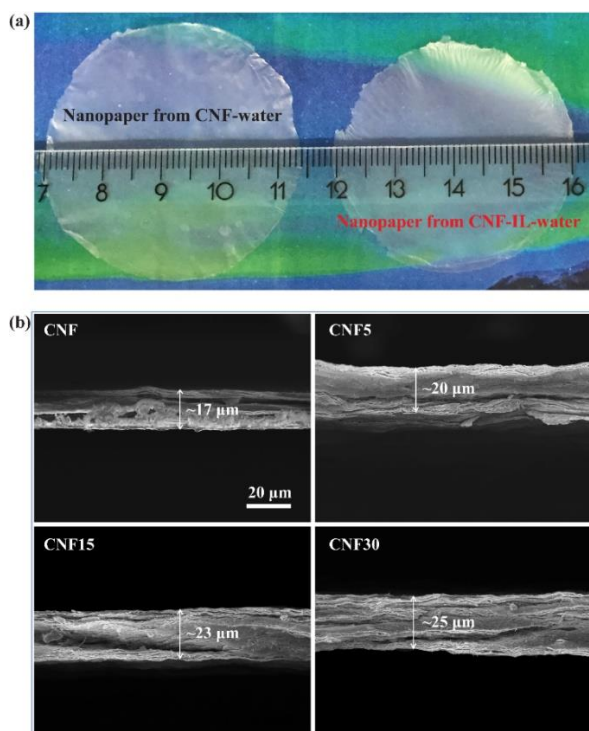 (a)
Nanopaper from CNF-water
7 8 9 10 11 12 13 14 15 16
Nanopaper from CNF-IL-water
(b)
CNF
~17 µm
20 µm
CNF5
~20 µm
CNF15
~23 µm
CNF30
~25 µm